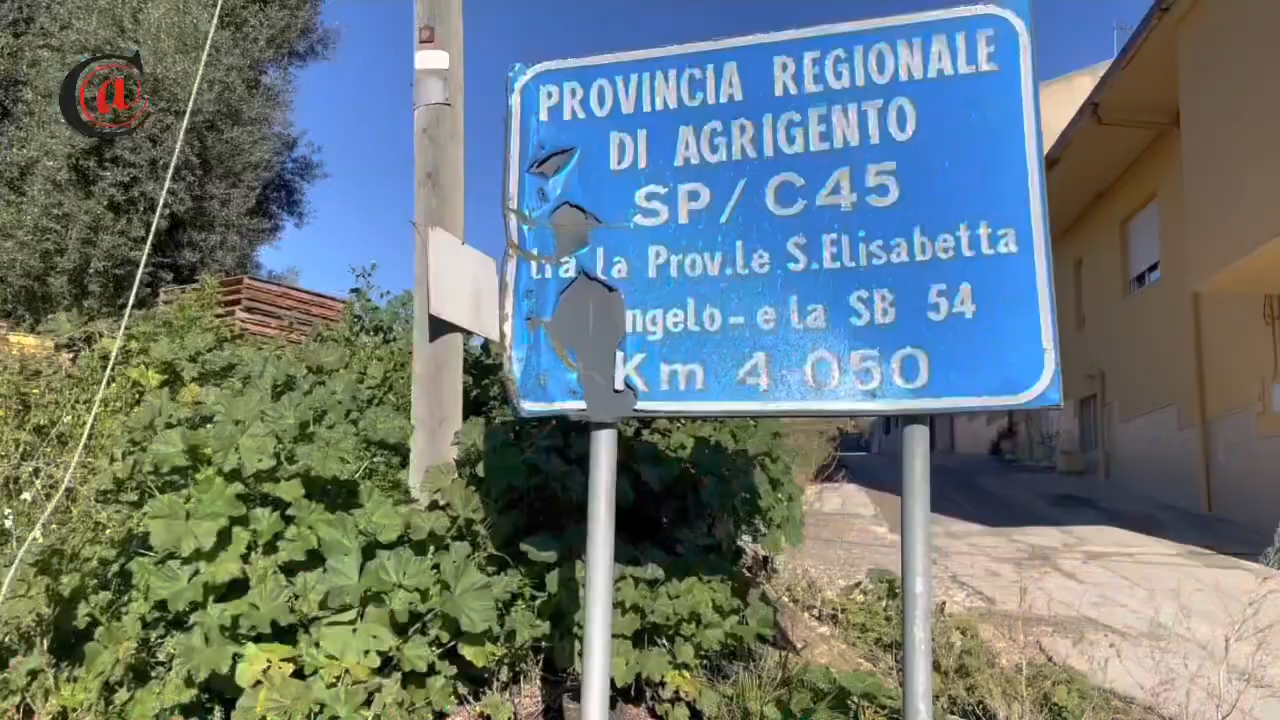 PROVINCIA REGIONALE
DI AGRIGENTO
SP/C45
tra la Prov.le S.Elisabetta
ngelo-e la SB 54
Km 4 050
@